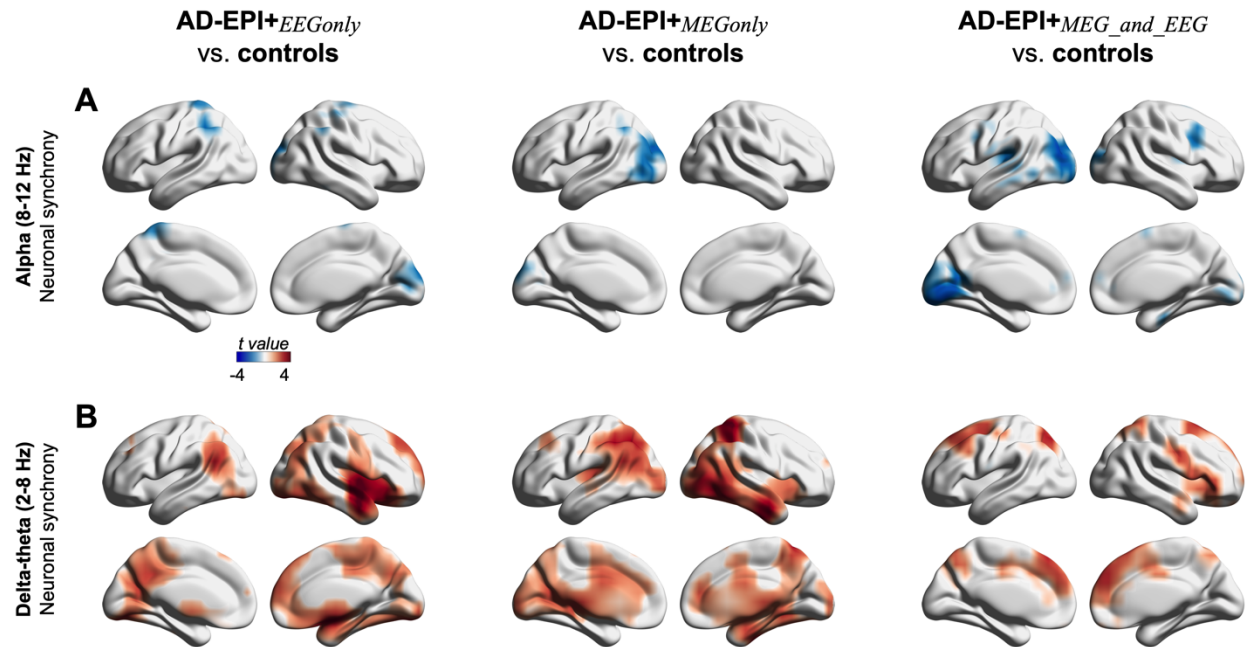 AD-EPI+EEGonly
vs. controls
AD-EPI+MEGonly
vs. controls
AD-EPI+MEG_and_EEG
vs. controls
A
Alpha (8-12 Hz)
Neuronal synchrony
t value
-4 4
B
Delta-theta (2-8 Hz)
Neuronal synchrony